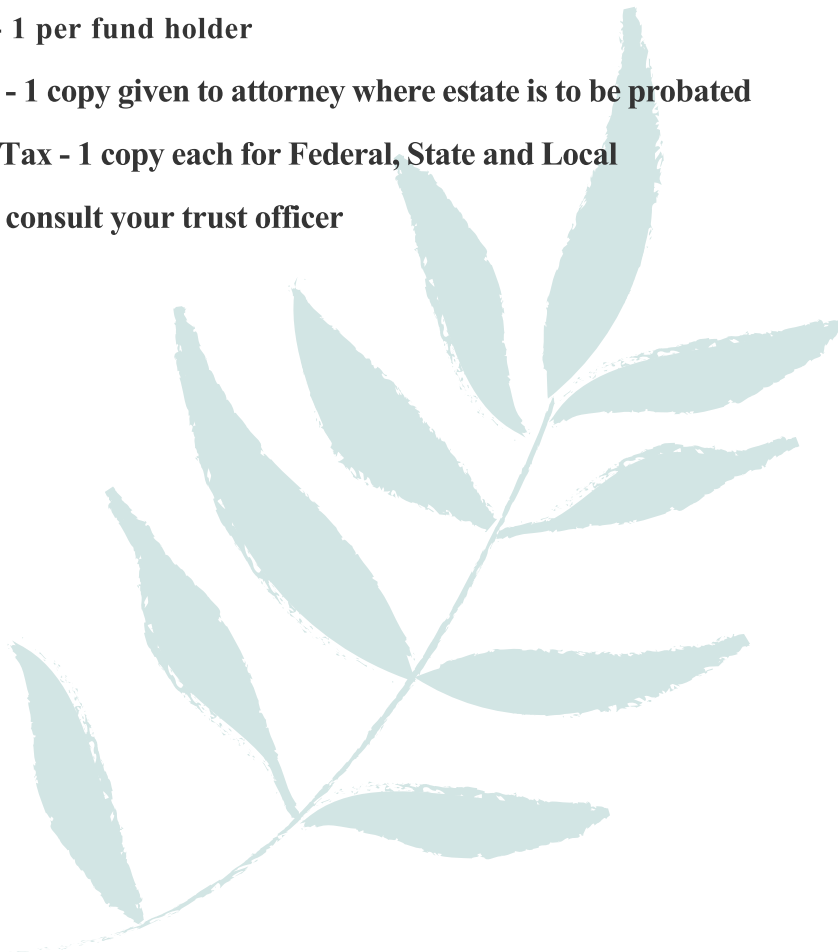 - 1 per fund holder
- 1 copy given to attorney where estate is to be probated
Tax - 1 copy each for Federal, State and Local
consult your trust officer